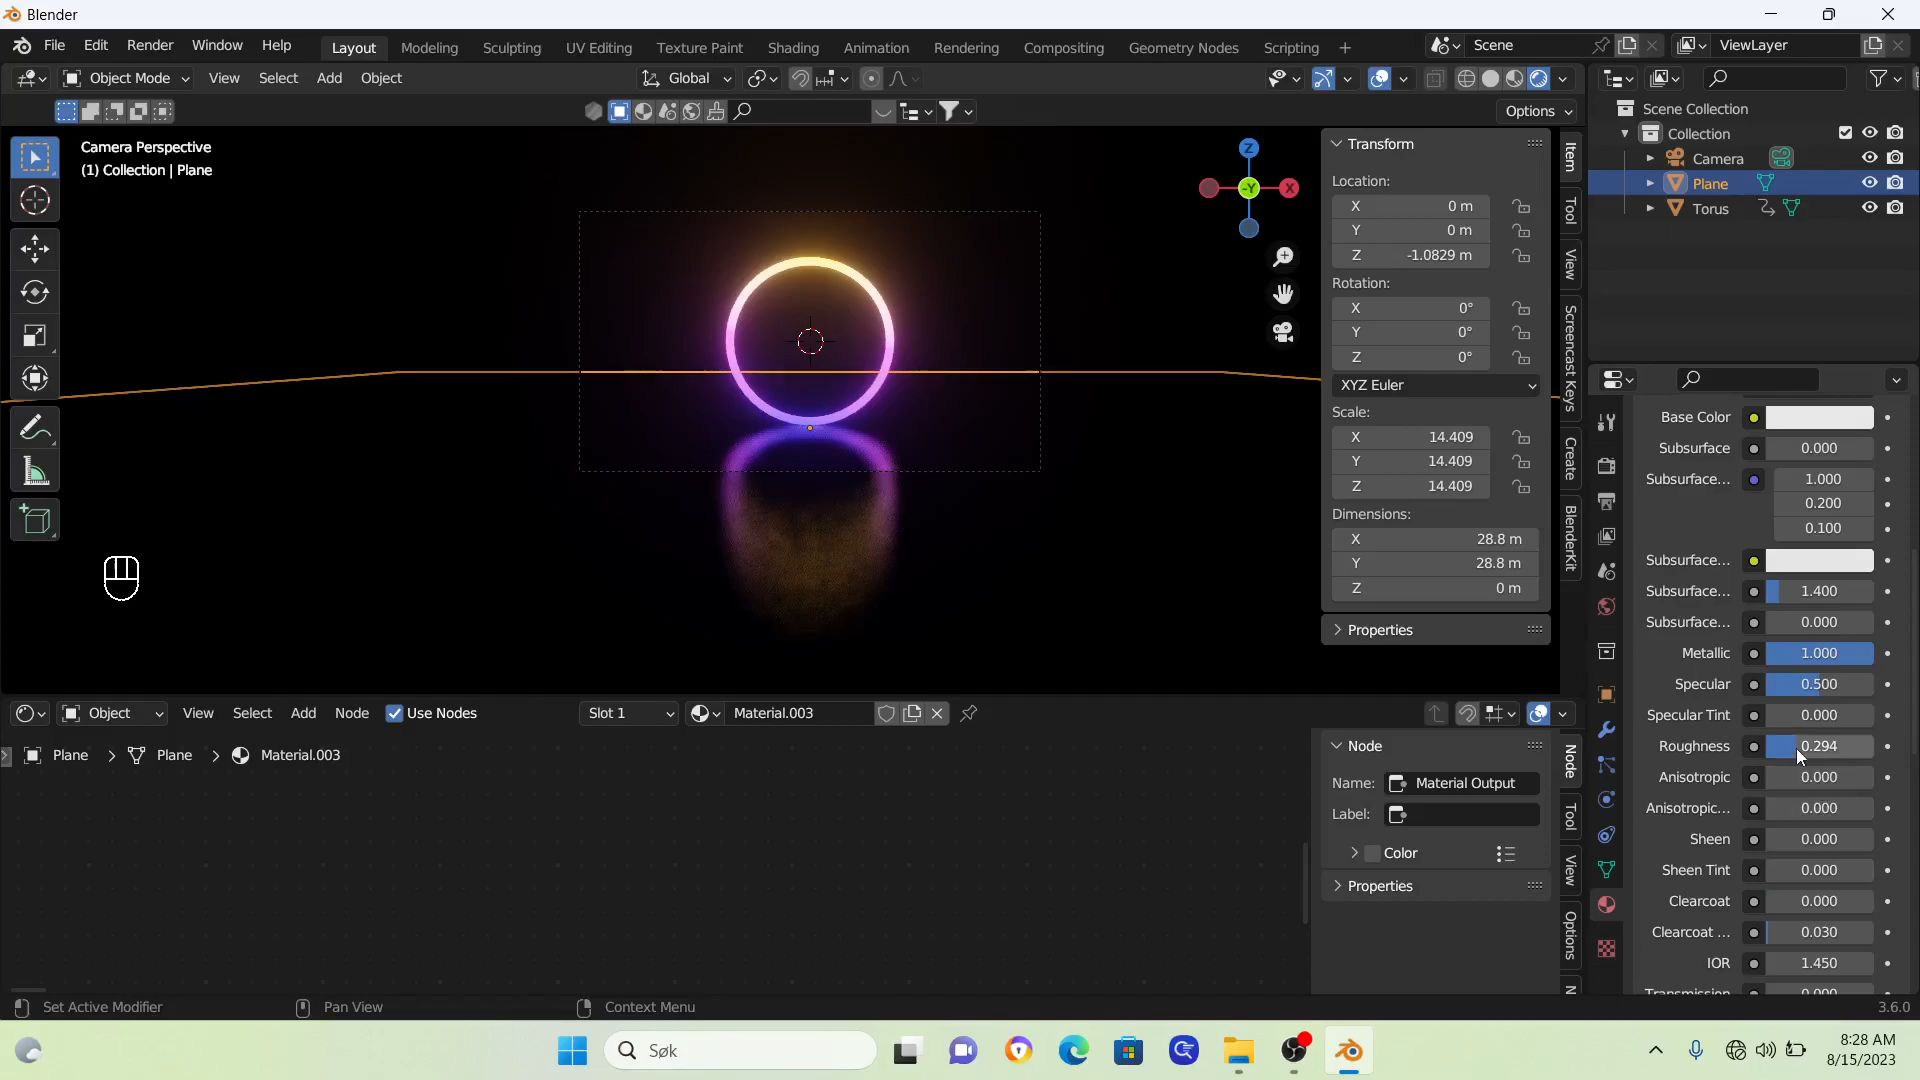 Blender
File Edit Render Window Help Layout Modeling Sculpting UV Editing Texture Paint Shading Animation Rendering Compositing Geometry Nodes Scripting + Scene ViewLayer
Object Mode View Select Add Object Global
Options
Camera Perspective
(1) Collection | Plane
Z
-Y
X
Transform
Location:
X 0 m
Y 0 m
Z -1.0829 m
Rotation:
X 0°
Y 0°
Z 0°
XYZ Euler
Scale:
X 14.409
Y 14.409
Z 14.409
Dimensions:
X 28.8 m
Y 28.8 m
Z 0 m
Properties
Item
Tool
View
Screencast Keys
Create
BlenderKit
Scene Collection
Collection
Camera
Plane
Torus
Base Color
Subsurface 0.000
Subsurface... 1.000
0.200
0.100
Subsurface...
Subsurface... 1.400
Subsurface... 0.000
Metallic 1.000
Specular 0.500
Specular Tint 0.000
Roughness 0.294
Anisotropic 0.000
Anisotropic... 0.000
Sheen 0.000
Sheen Tint 0.000
Clearcoat 0.000
Clearcoat ... 0.030
IOR 1.450
Transmission 0.000
Object View Select Add Node Use Nodes Slot 1 Material.003
Plane > Plane > Material.003
Node
Name: Material Output
Label:
Color
Properties
Node
Tool
View
Options
N
Set Active Modifier Pan View Context Menu 3.6.0
Søk
8:28 AM
8/15/2023